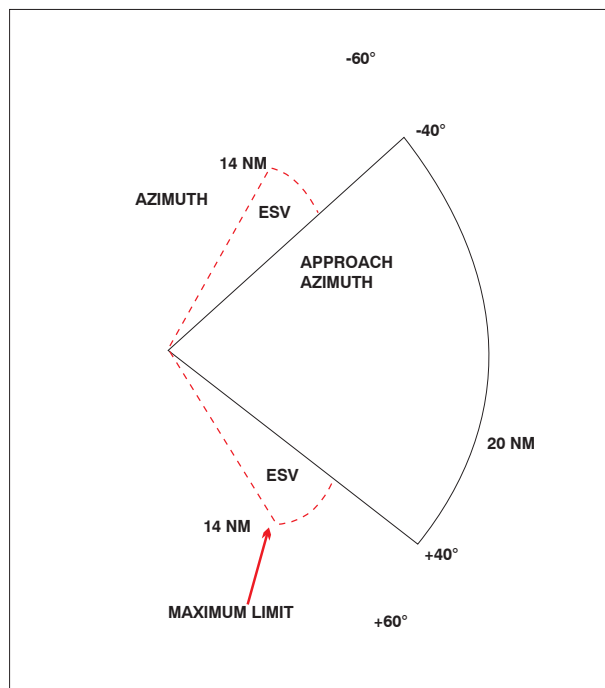 -60°
-40°
14 NM
AZIMUTH
ESV
APPROACH
AZIMUTH
20 NM
ESV
14 NM
+40°
MAXIMUM LIMIT
+60°